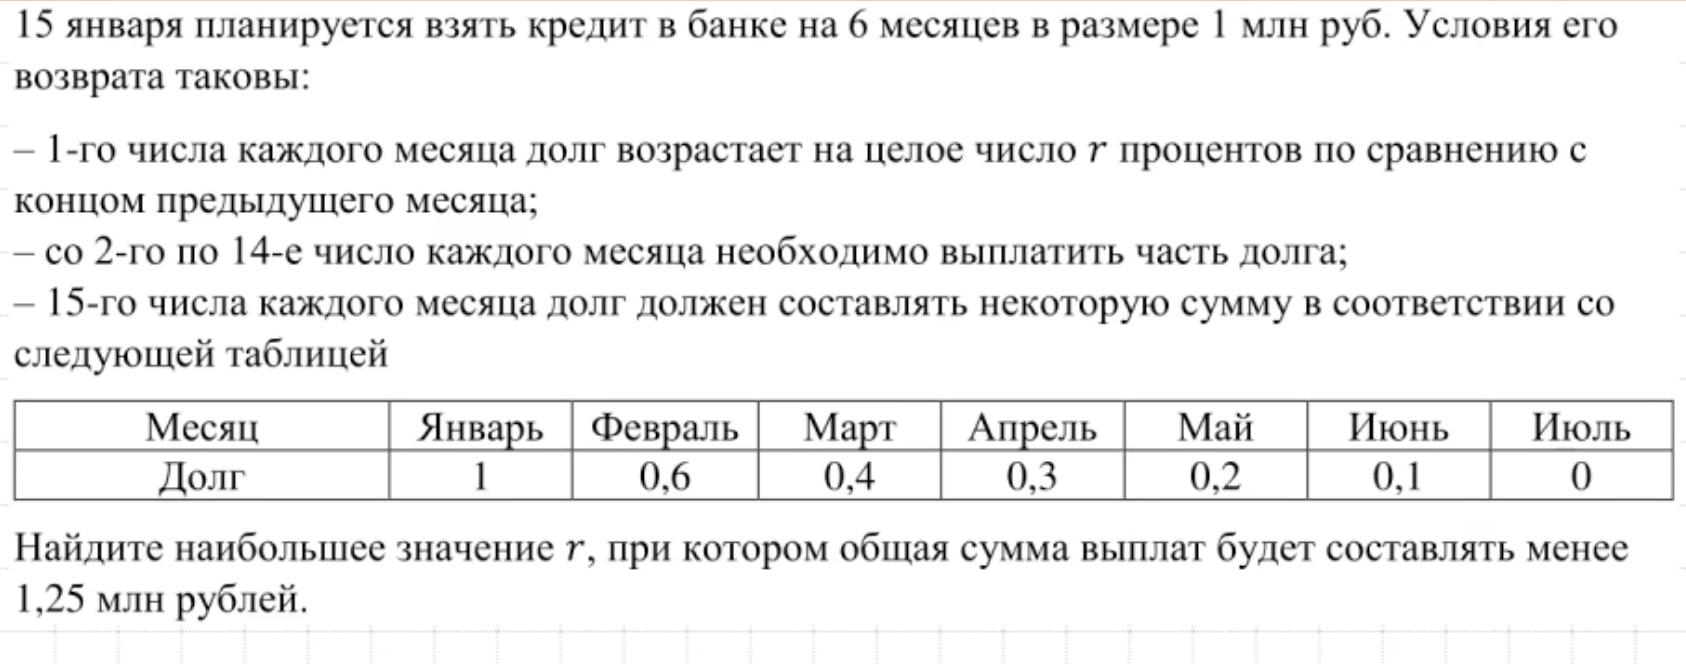 15 января планируется взять кредит в банке на 6 месяцев в размере 1 млн руб. Условия его
возврата таковы:
– 1-го числа каждого месяца долг возрастает на целое число r процентов по сравнению с
концом предыдущего месяца;
– со 2-го по 14-е число каждого месяца необходимо выплатить часть долга;
– 15-го числа каждого месяца долг должен составлять некоторую сумму в соответствии со
следующей таблицей
Месяц Январь Февраль Март Апрель Май Июнь Июль
Долг 1 0,6 0,4 0,3 0,2 0,1 0
Найдите наибольшее значение r, при котором общая сумма выплат будет составлять менее
1,25 млн рублей.